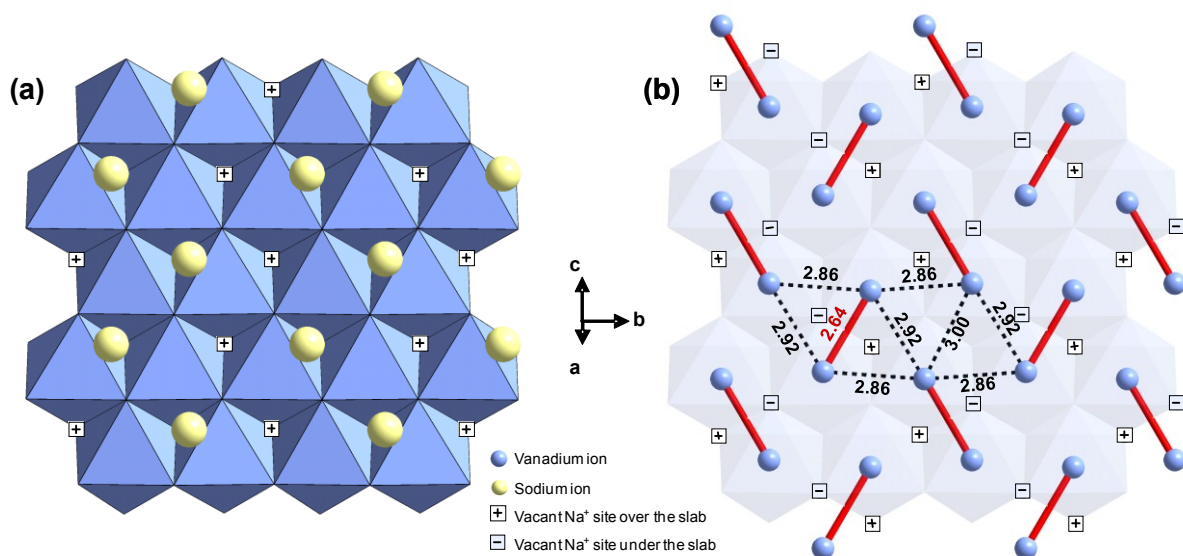 (a)
(b)
c
b
a
2.86
2.86
2.92
2.64
2.92
3.00
2.92
2.86
2.86
Vanadium ion
Sodium ion
+ Vacant Na⁺ site over the slab
− Vacant Na⁺ site under the slab